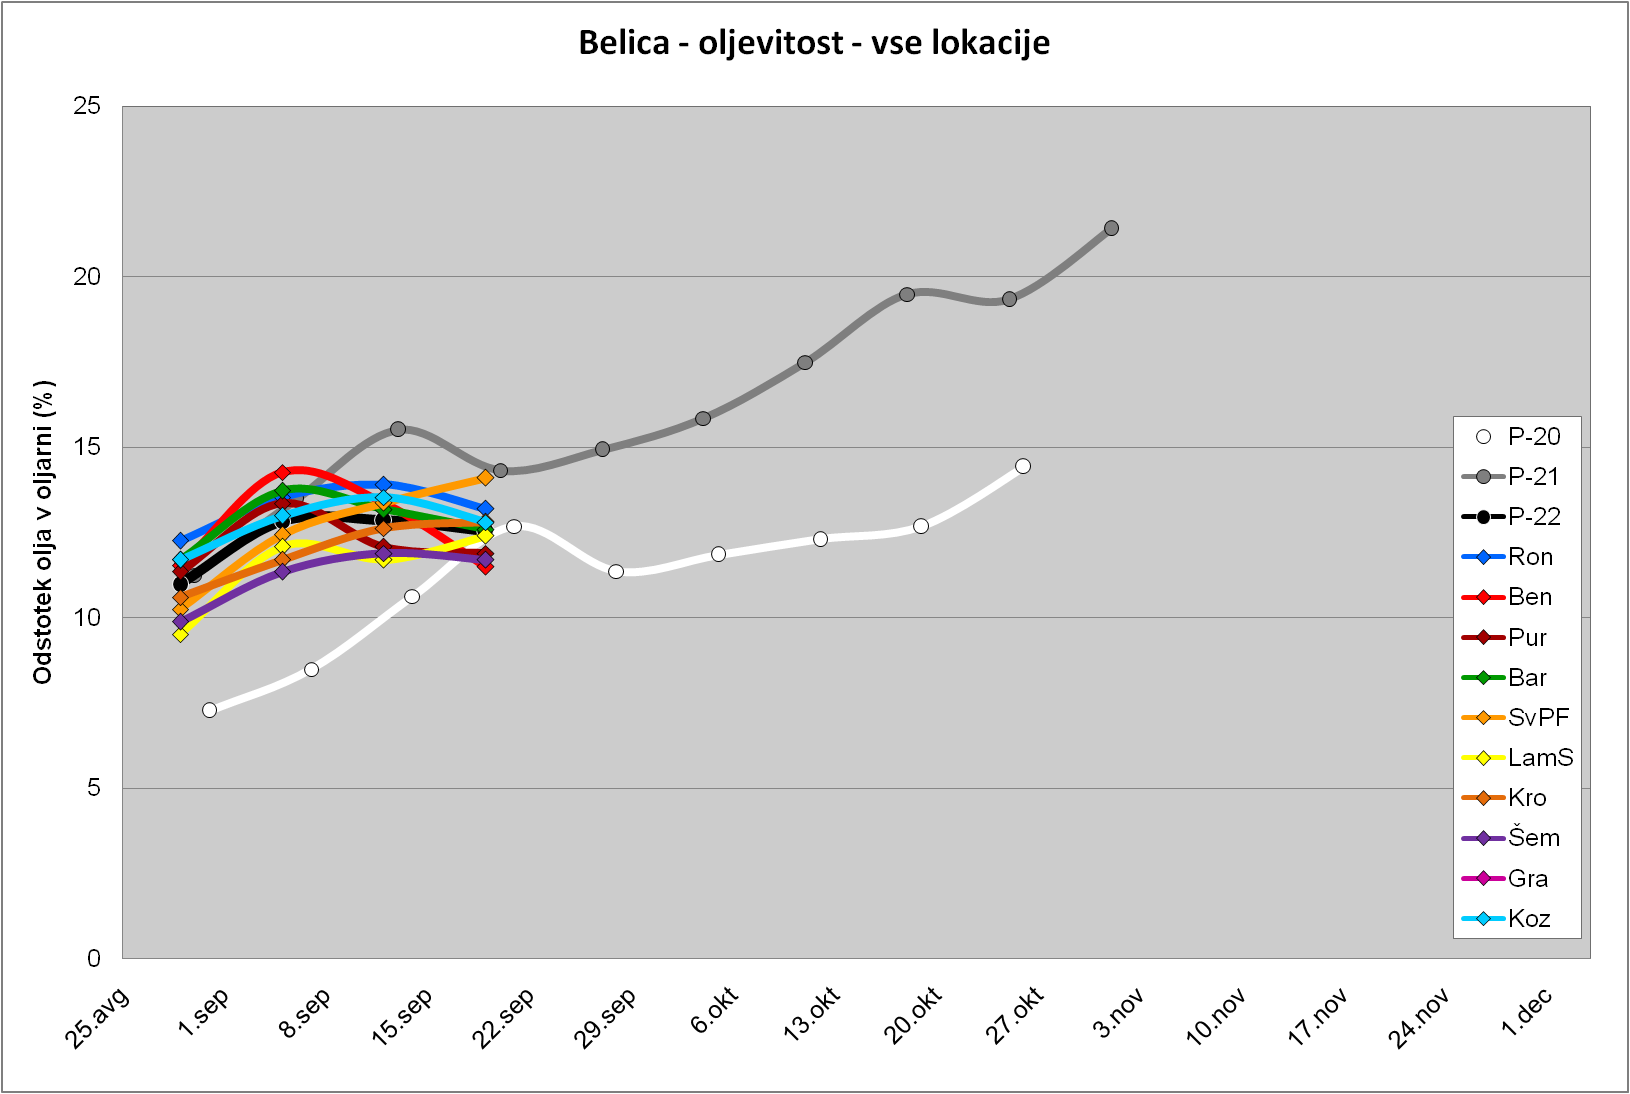 Belica - oljevitost - vse lokacije
Odstotek olja v oljarni (%)
25
20
15
10
5
0
25.avg
1.sep
8.sep
15.sep
22.sep
29.sep
6.okt
13.okt
20.okt
27.okt
3.nov
10.nov
17.nov
24.nov
1.dec
P-20
P-21
P-22
Ron
Ben
Pur
Bar
SvPF
LamS
Kro
Šem
Gra
Koz